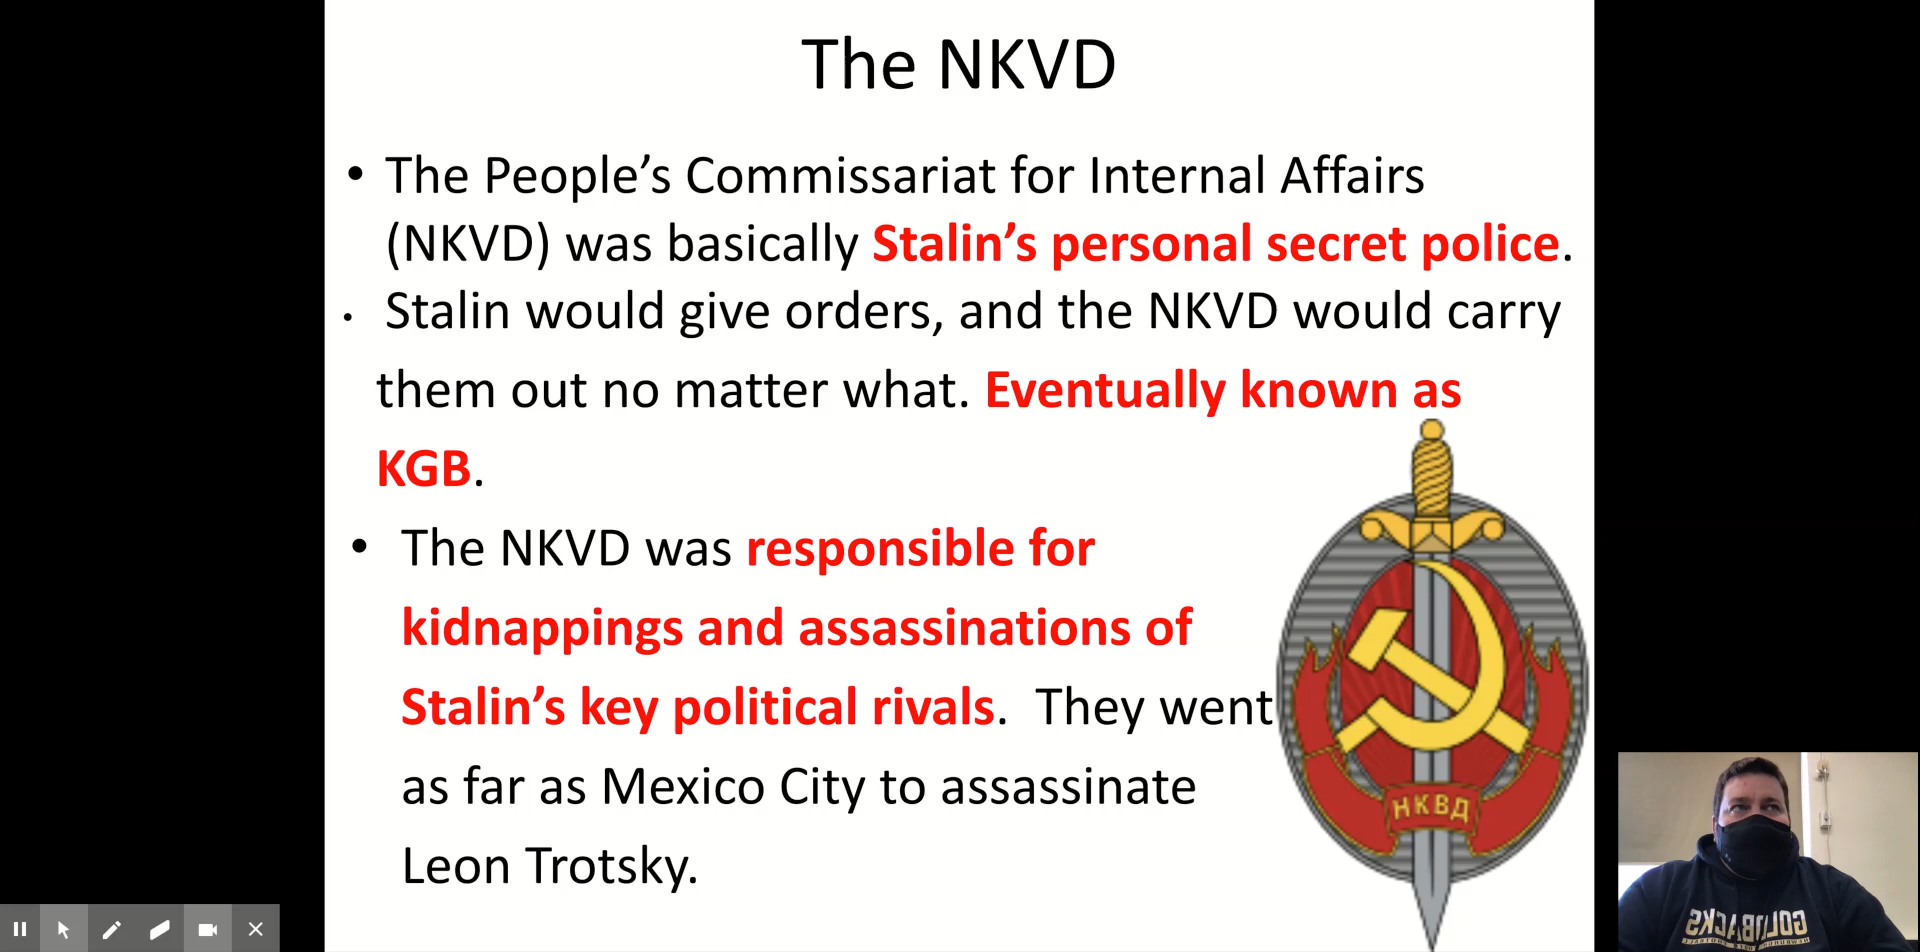 The NKVD
• The People’s Commissariat for Internal Affairs
(NKVD) was basically Stalin’s personal secret police.
• Stalin would give orders, and the NKVD would carry
them out no matter what. Eventually known as
KGB.
• The NKVD was responsible for
kidnappings and assassinations of
Stalin’s key political rivals. They went
as far as Mexico City to assassinate
Leon Trotsky.
НКВД
GOLDBACKS